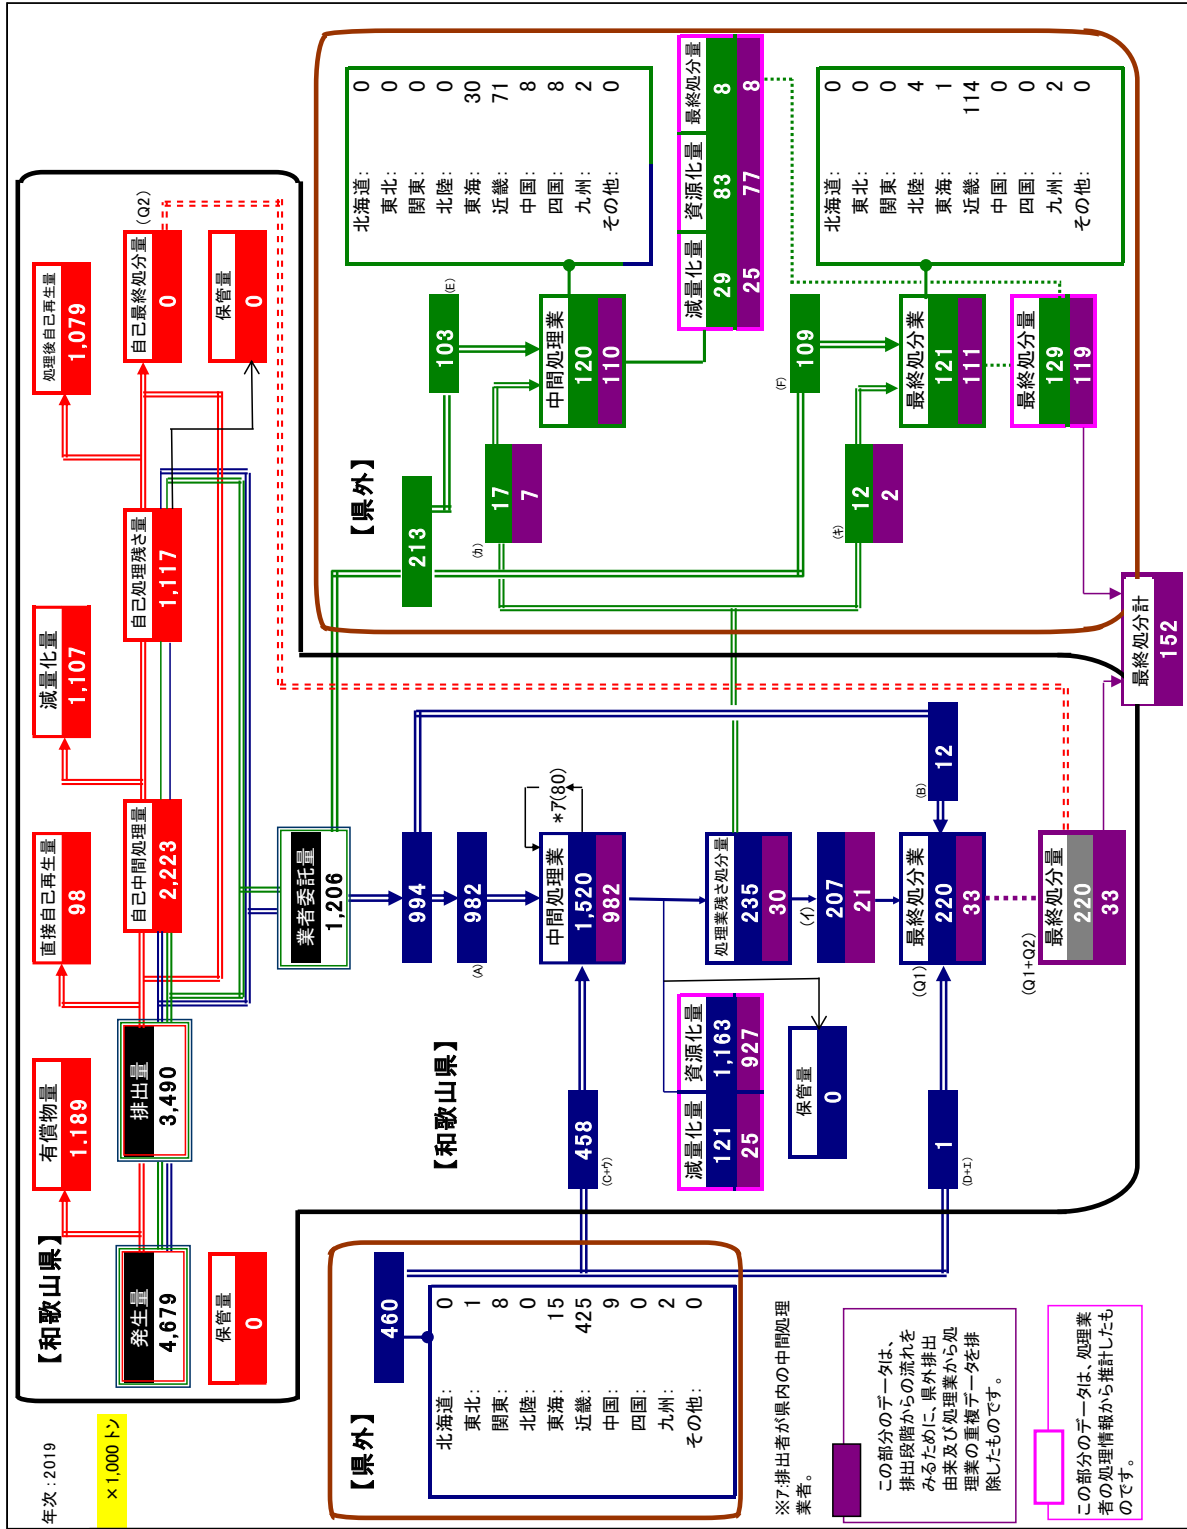 年次：2019
×1,000 トン
【和歌山県】
発生量
4,679
保管量
0
有償物量
1.189
排出量
3,490
直接自己再生量
98
自己中間処理量
2,223
減量化量
1,107
自己処理残さ量
1,117
処理後自己再生量
1,079
自己最終処分量
0
(Q2)
保管量
0
業者委託量
1,206
【県外】
460
北海道： 0
東北： 1
関東： 8
北陸： 0
東海： 15
近畿： 425
中国： 9
四国： 0
九州： 2
その他： 0
【和歌山県】
994
982
(A)
458
(C+ウ)
中間処理業
1,520
982
*ア(80)
減量化量
121
25
資源化量
1,163
927
保管量
0
処理業残さ処分量
235
30
(イ)
207
21
1
(D+エ)
12
(B)
最終処分業
220
33
(Q1)
最終処分量
220
33
(Q1+Q2)
最終処分計
152
【県外】
213
103
(E)
17
7
(カ)
中間処理業
120
110
北海道： 0
東北： 0
関東： 0
北陸： 0
東海： 30
近畿： 71
中国： 8
四国： 8
九州： 2
その他： 0
減量化量
29
25
資源化量
83
77
最終処分量
8
8
109
(F)
12
2
(キ)
最終処分業
121
111
北海道： 0
東北： 0
関東： 0
北陸： 4
東海： 1
近畿： 114
中国： 0
四国： 0
九州： 2
その他： 0
最終処分量
129
119
※ア:排出者が県内の中間処理
業者。
この部分のデータは、
排出段階からの流れを
みるために、県外排出
由来及び処理業から処
理業の重複データを排
除したものです。
この部分のデータは、処理業
者の処理情報から推計したも
のです。